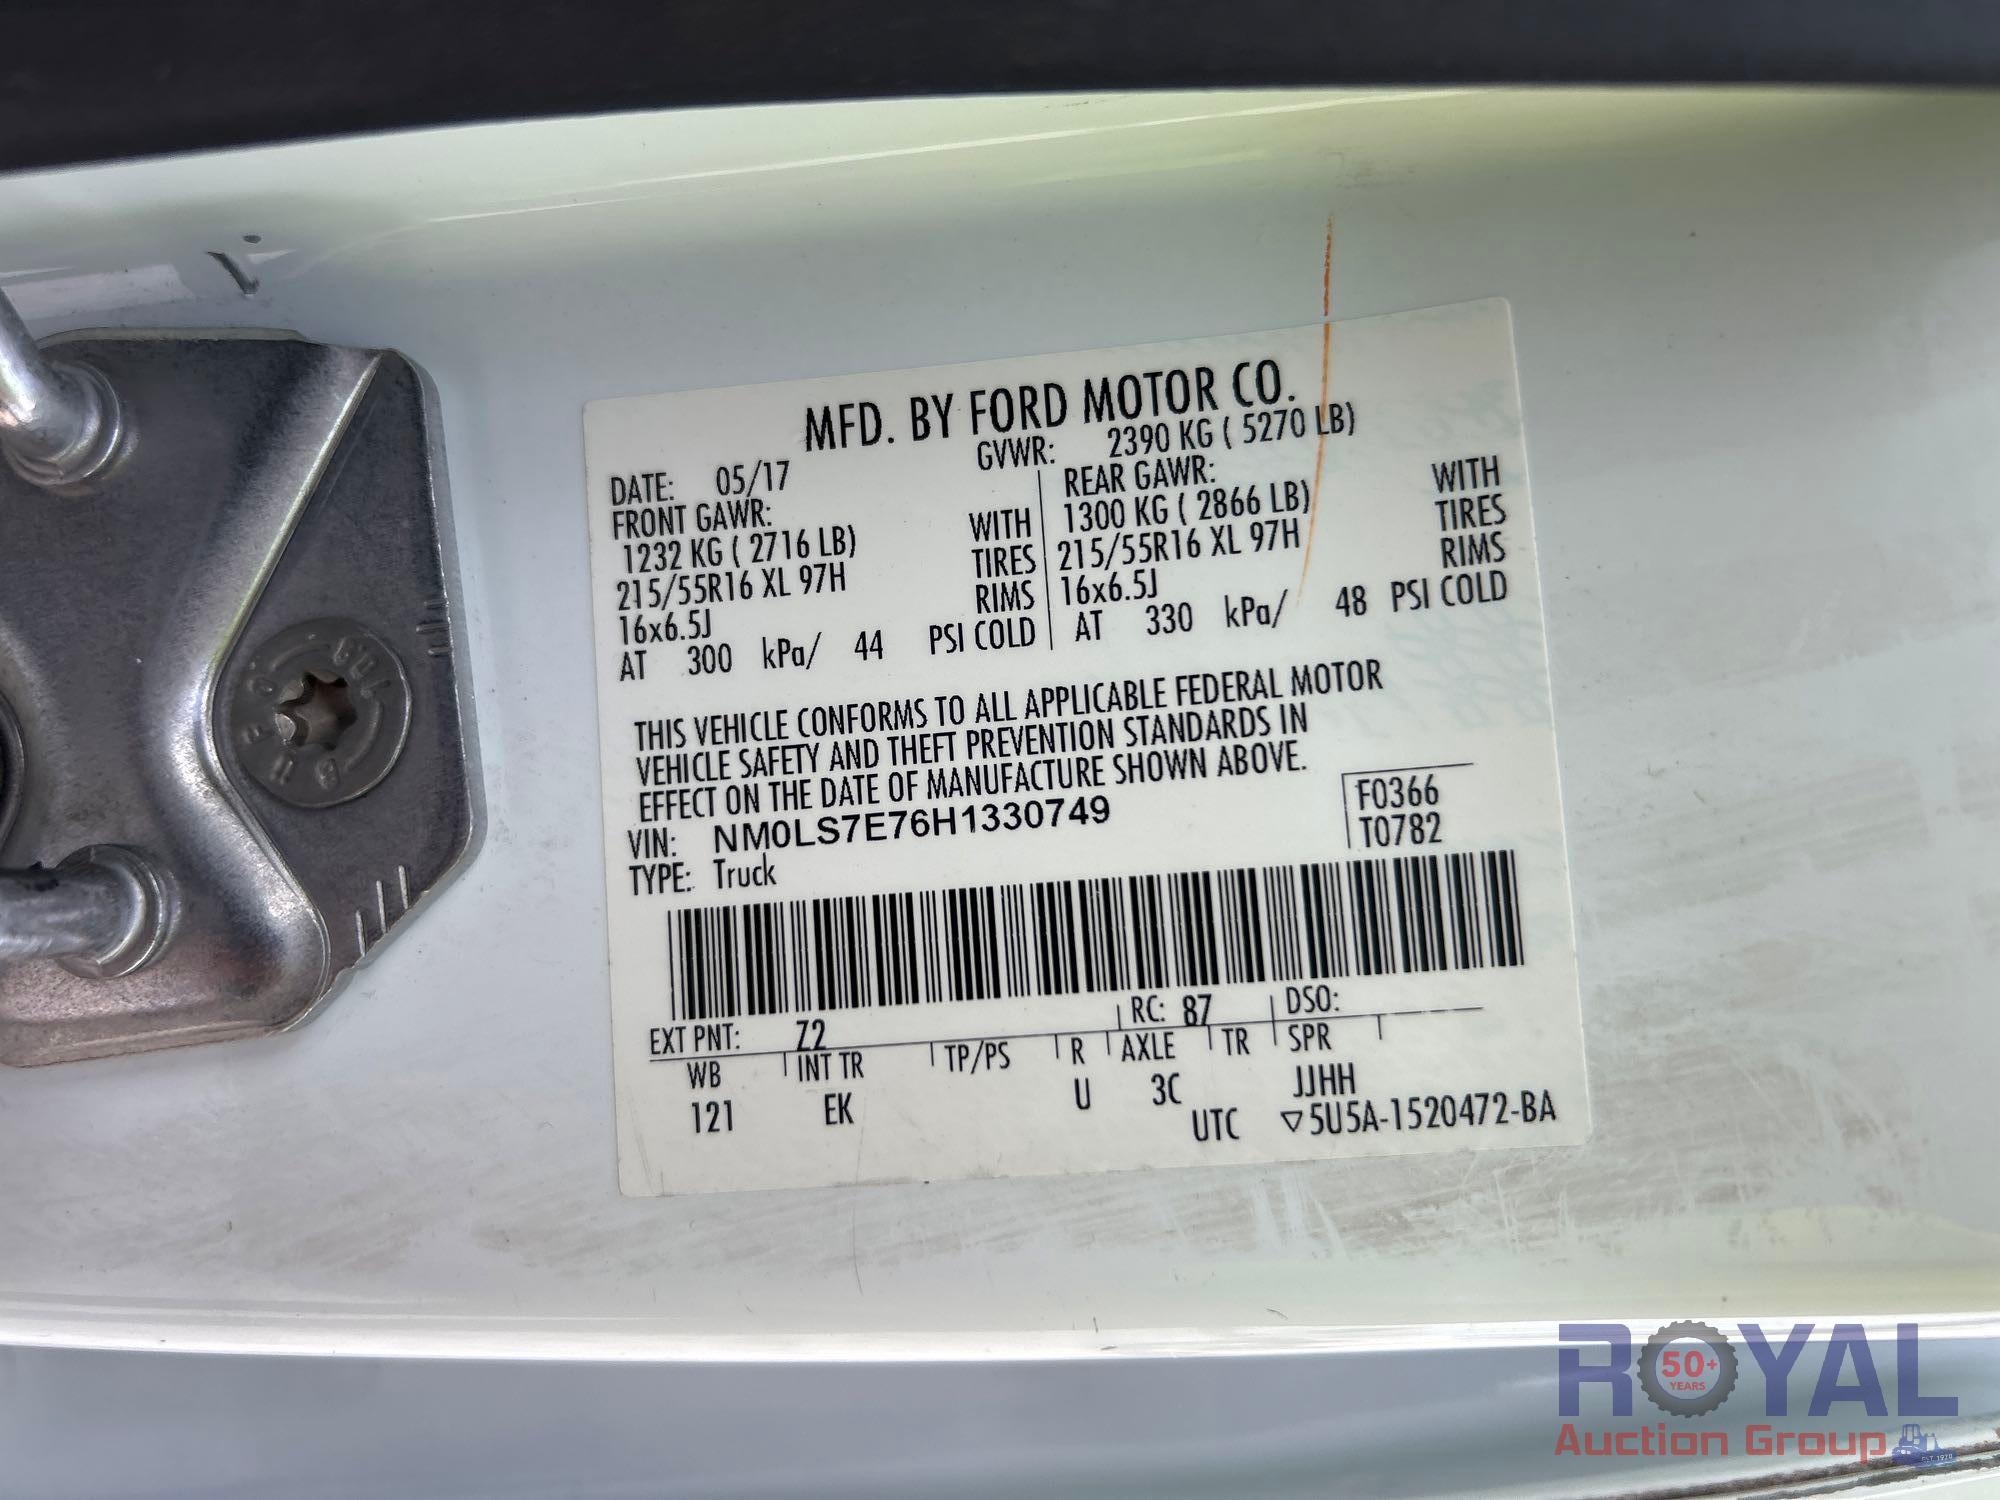 MFD. BY FORD MOTOR CO.
DATE: 05/17
GVWR: 2390 KG ( 5270 LB)
FRONT GAWR:
1232 KG ( 2716 LB) WITH
215/55R16 XL 97H TIRES
16x6.5J RIMS
AT 300 kPa/ 44 PSI COLD
REAR GAWR:
1300 KG ( 2866 LB) WITH
215/55R16 XL 97H TIRES
16x6.5J RIMS
AT 330 kPa/ 48 PSI COLD
THIS VEHICLE CONFORMS TO ALL APPLICABLE FEDERAL MOTOR
VEHICLE SAFETY AND THEFT PREVENTION STANDARDS IN
EFFECT ON THE DATE OF MANUFACTURE SHOWN ABOVE.
VIN: NM0LS7E76H1330749
F0366
T0782
TYPE: Truck
EXT PNT: Z2 RC: 87 DSO:
WB INT TR TP/PS R AXLE TR SPR
121 EK U 3C JJHH
UTC ▽5U5A-1520472-BA
ROYAL
50+
YEARS
Auction Group
EST. 1970